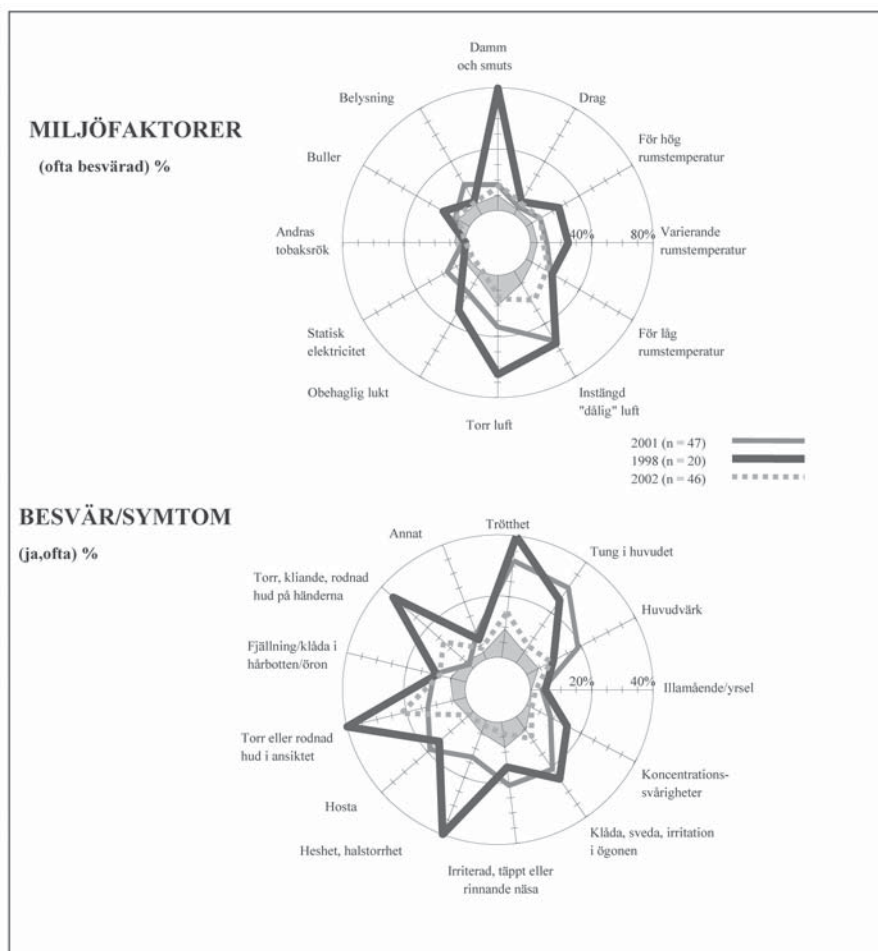 MILJÖFAKTORER
(ofta besvärad) %
Damm
och smuts
Drag
För hög
rumstemperatur
40%
80%
Varierande
rumstemperatur
För låg
rumstemperatur
Instängd
"dålig" luft
Torr luft
Obehaglig lukt
Statisk
elektricitet
Andras
tobaksrök
Buller
Belysning
2001 (n = 47)
1998 (n = 20)
2002 (n = 46)
BESVÄR/SYMTOM
(ja,ofta) %
Trötthet
Tung i huvudet
Huvudvärk
20%
40%
Illamående/yrsel
Koncentrations-
svårigheter
Klåda, sveda, irritation
i ögonen
Irriterad, täppt eller
rinnande näsa
Heshet, halstorrhet
Hosta
Torr eller rodnad
hud i ansiktet
Fjällning/klåda i
hårbotten/öron
Torr, kliande, rodnad
hud på händerna
Annat